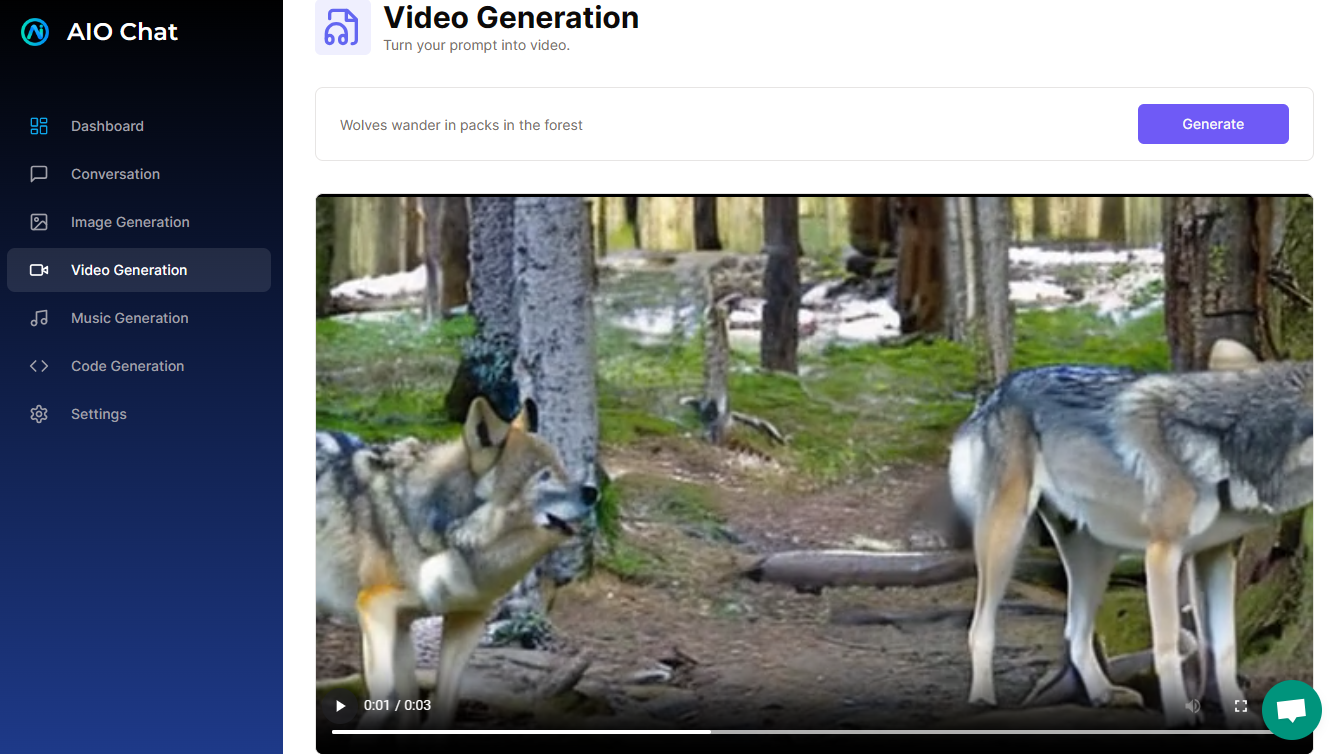 AIO Chat
Dashboard
Conversation
Image Generation
Video Generation
Music Generation
Code Generation
Settings
Video Generation
Turn your prompt into video.
Wolves wander in packs in the forest
Generate
0:01 / 0:03